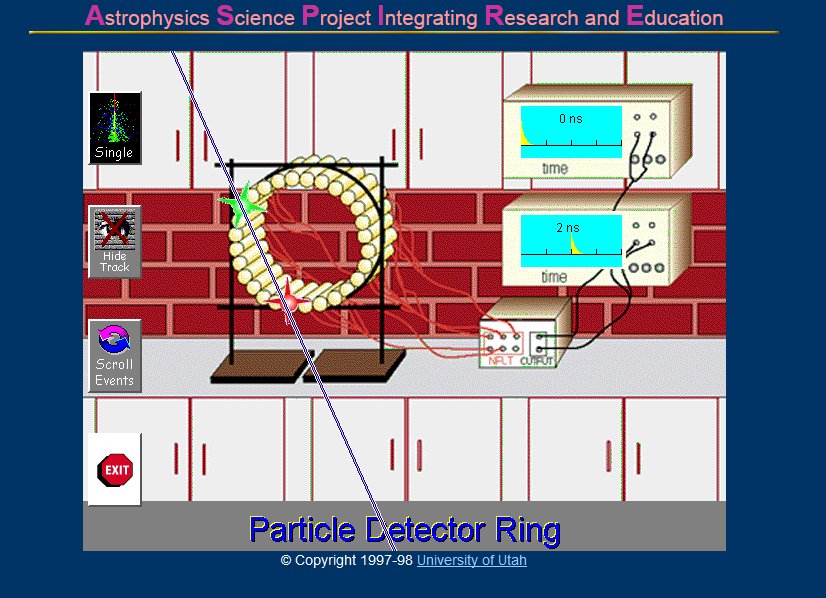 Astrophysics Science Project Integrating Research and Education
Single
0 ns
time
Hide
Track
2 ns
time
Scroll
Events
INPUT OUTPUT
EXIT
Particle Detector Ring
© Copyright 1997-98 University of Utah